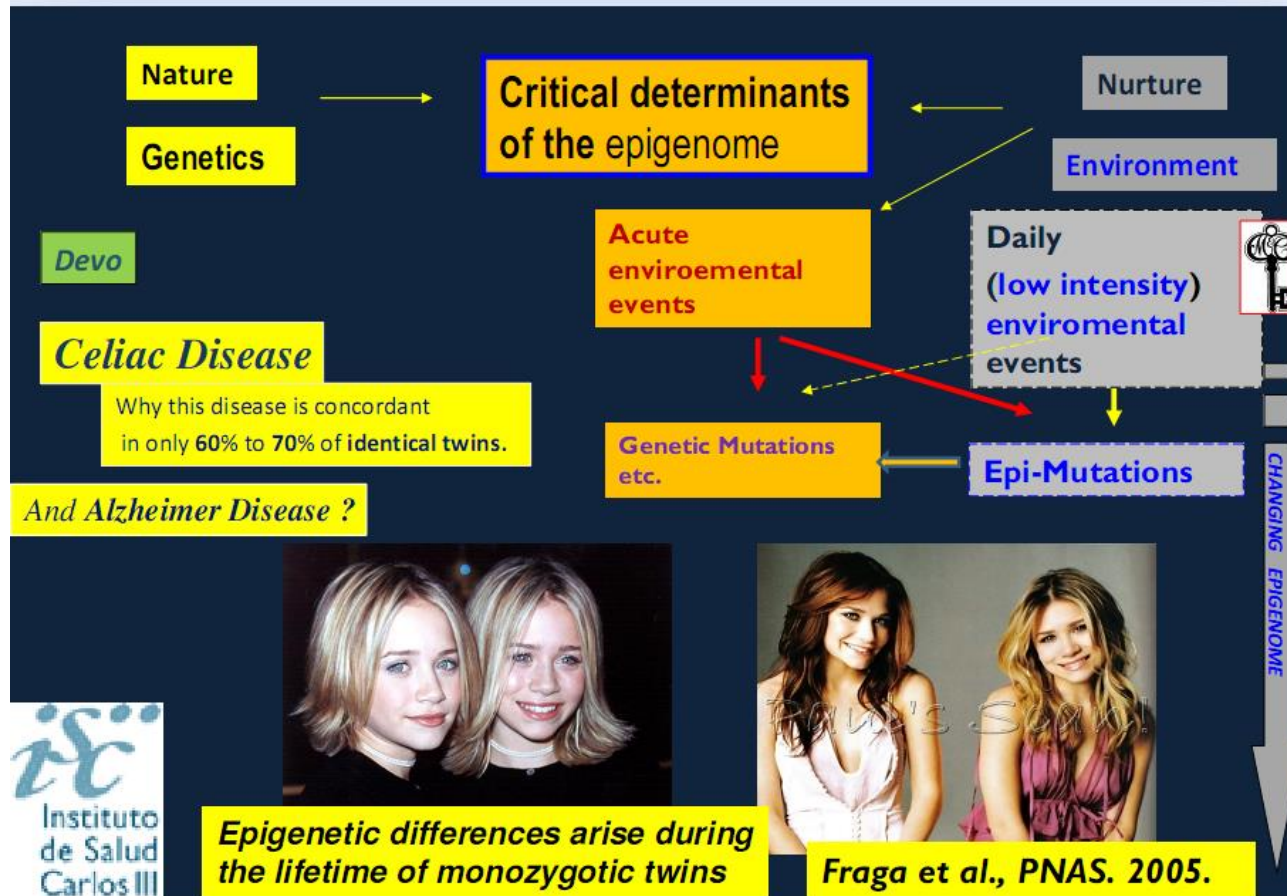 Nature
Genetics
Critical determinants
of the epigenome
Nurture
Environment
Devo
Acute
enviroemental
events
Daily
(low intensity)
enviromental
events
Celiac Disease
Why this disease is concordant
in only 60% to 70% of identical twins.
Genetic Mutations
etc.
Epi-Mutations
And Alzheimer Disease ?
CHANGING EPIGENOME
Paul's Scan!
isciii
Instituto
de Salud
Carlos III
Epigenetic differences arise during
the lifetime of monozygotic twins
Fraga et al., PNAS. 2005.